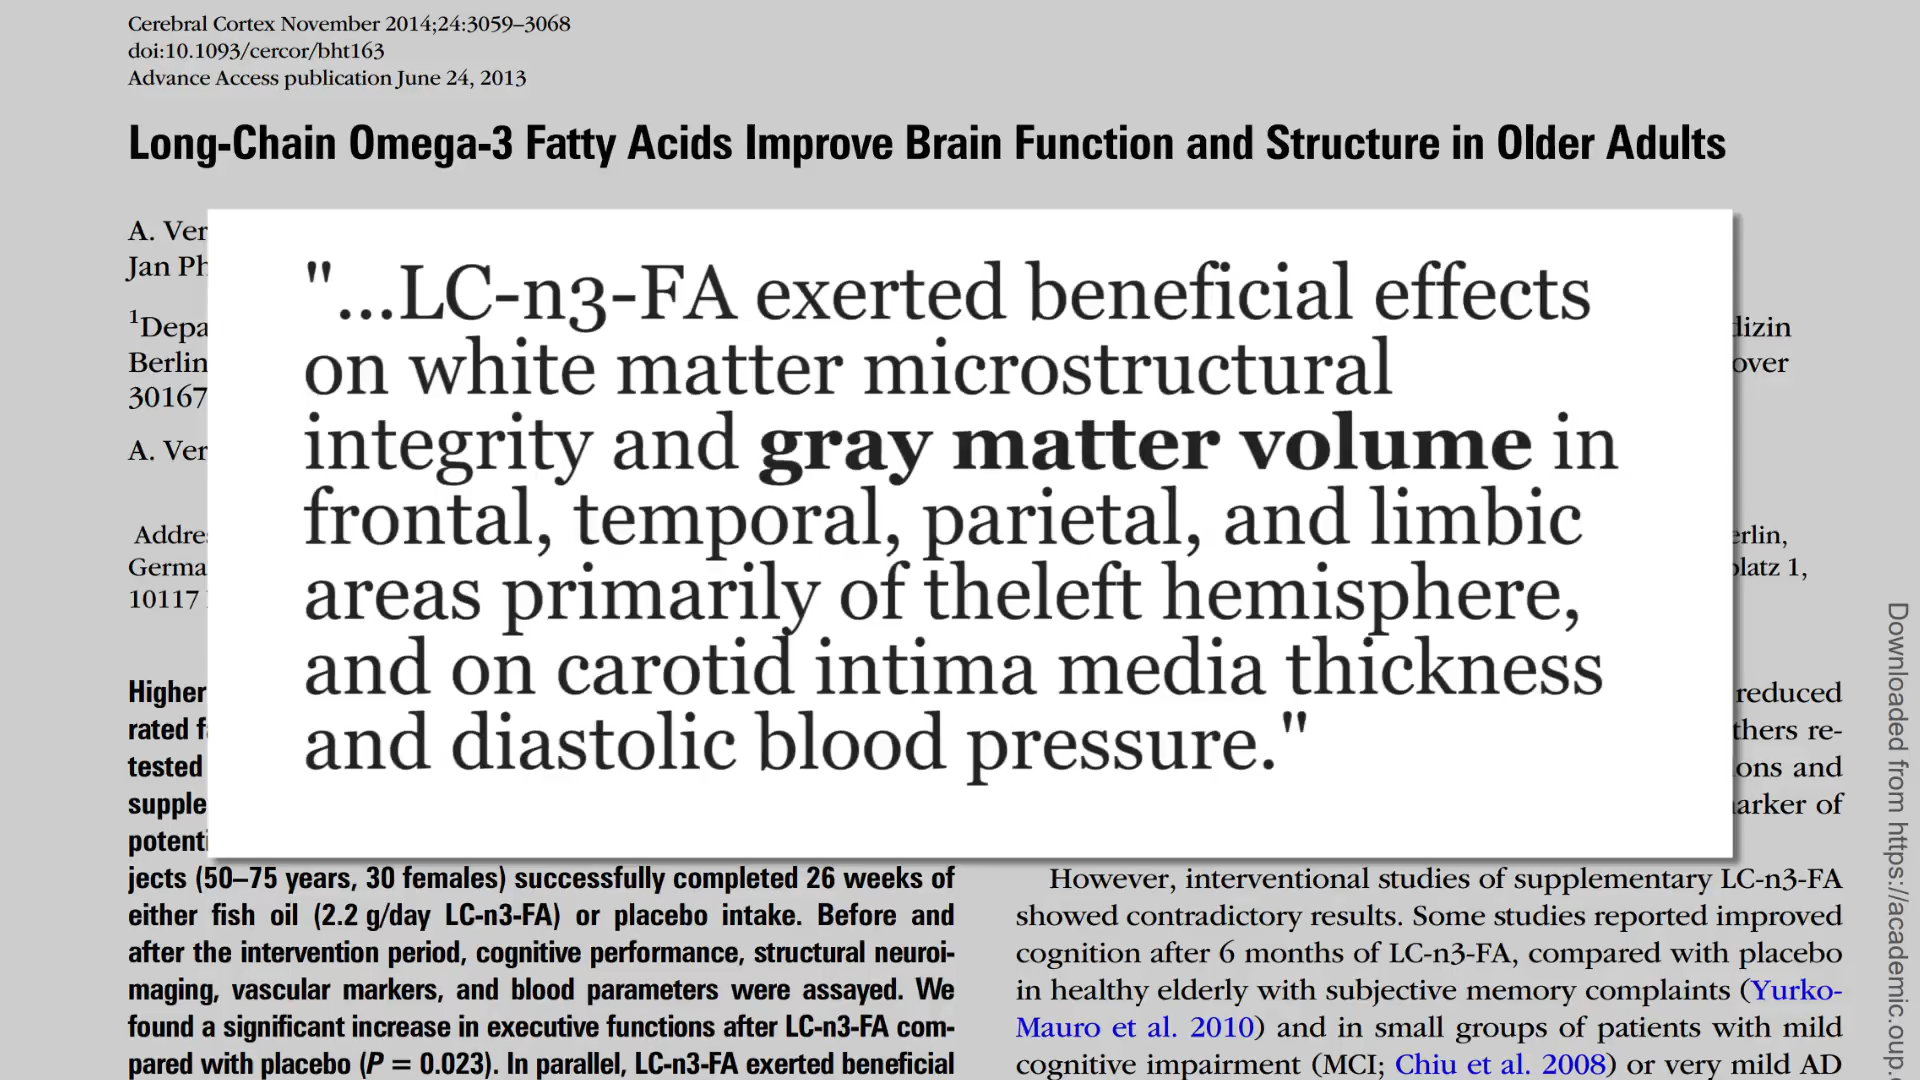 Cerebral Cortex November 2014;24:3059–3068
doi:10.1093/cercor/bht163
Advance Access publication June 24, 2013
Long-Chain Omega-3 Fatty Acids Improve Brain Function and Structure in Older Adults
A. Ver
Jan Ph
¹Depa
Berlin
30167
A. Ver
Addre
Germa
10117
dizin
over
erlin,
platz 1,
"...LC-n3-FA exerted beneficial effects
on white matter microstructural
integrity and gray matter volume in
frontal, temporal, parietal, and limbic
areas primarily of theleft hemisphere,
and on carotid intima media thickness
and diastolic blood pressure."
Higher
rated f
tested
supple
potenti
jects (50–75 years, 30 females) successfully completed 26 weeks of
either fish oil (2.2 g/day LC-n3-FA) or placebo intake. Before and
after the intervention period, cognitive performance, structural neuroi-
maging, vascular markers, and blood parameters were assayed. We
found a significant increase in executive functions after LC-n3-FA com-
pared with placebo (P = 0.023). In parallel, LC-n3-FA exerted beneficial
reduced
thers re-
ons and
arker of
However, interventional studies of supplementary LC-n3-FA
showed contradictory results. Some studies reported improved
cognition after 6 months of LC-n3-FA, compared with placebo
in healthy elderly with subjective memory complaints (Yurko-
Mauro et al. 2010) and in small groups of patients with mild
cognitive impairment (MCI; Chiu et al. 2008) or very mild AD
Downloaded from https://academic.oup.c